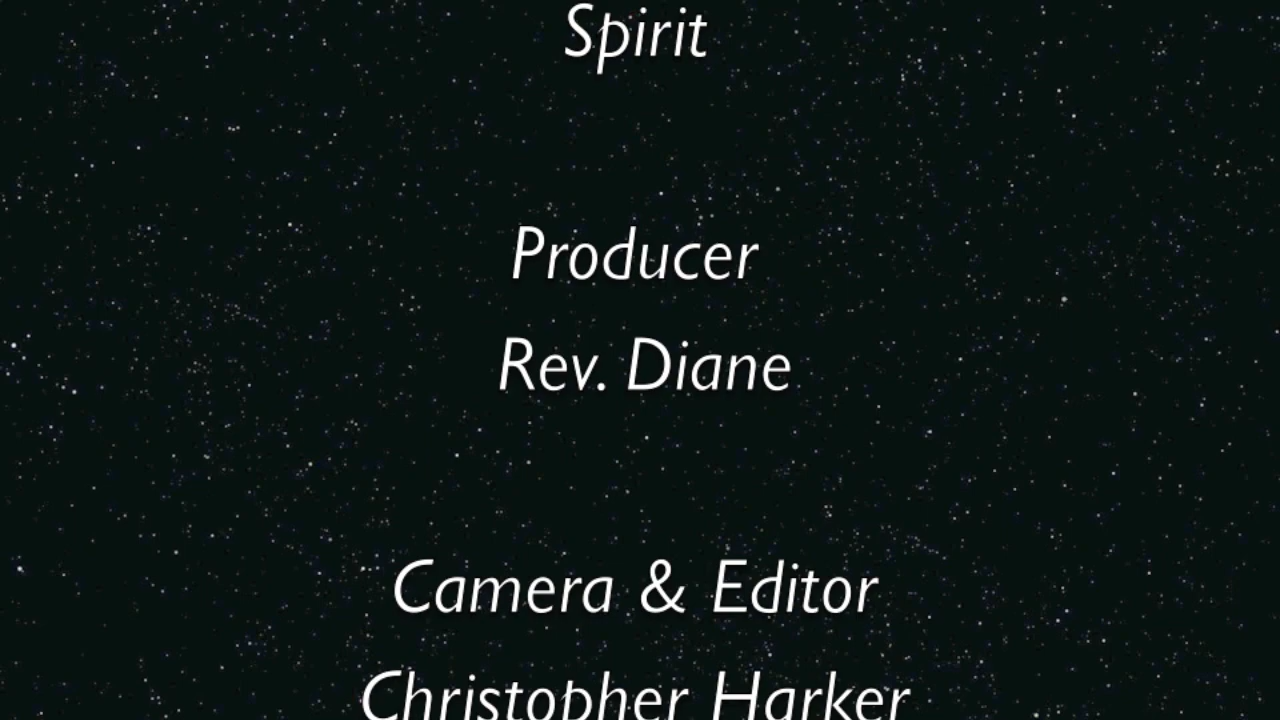 Spirit
Producer
Rev. Diane
Camera & Editor
Christopher Harker